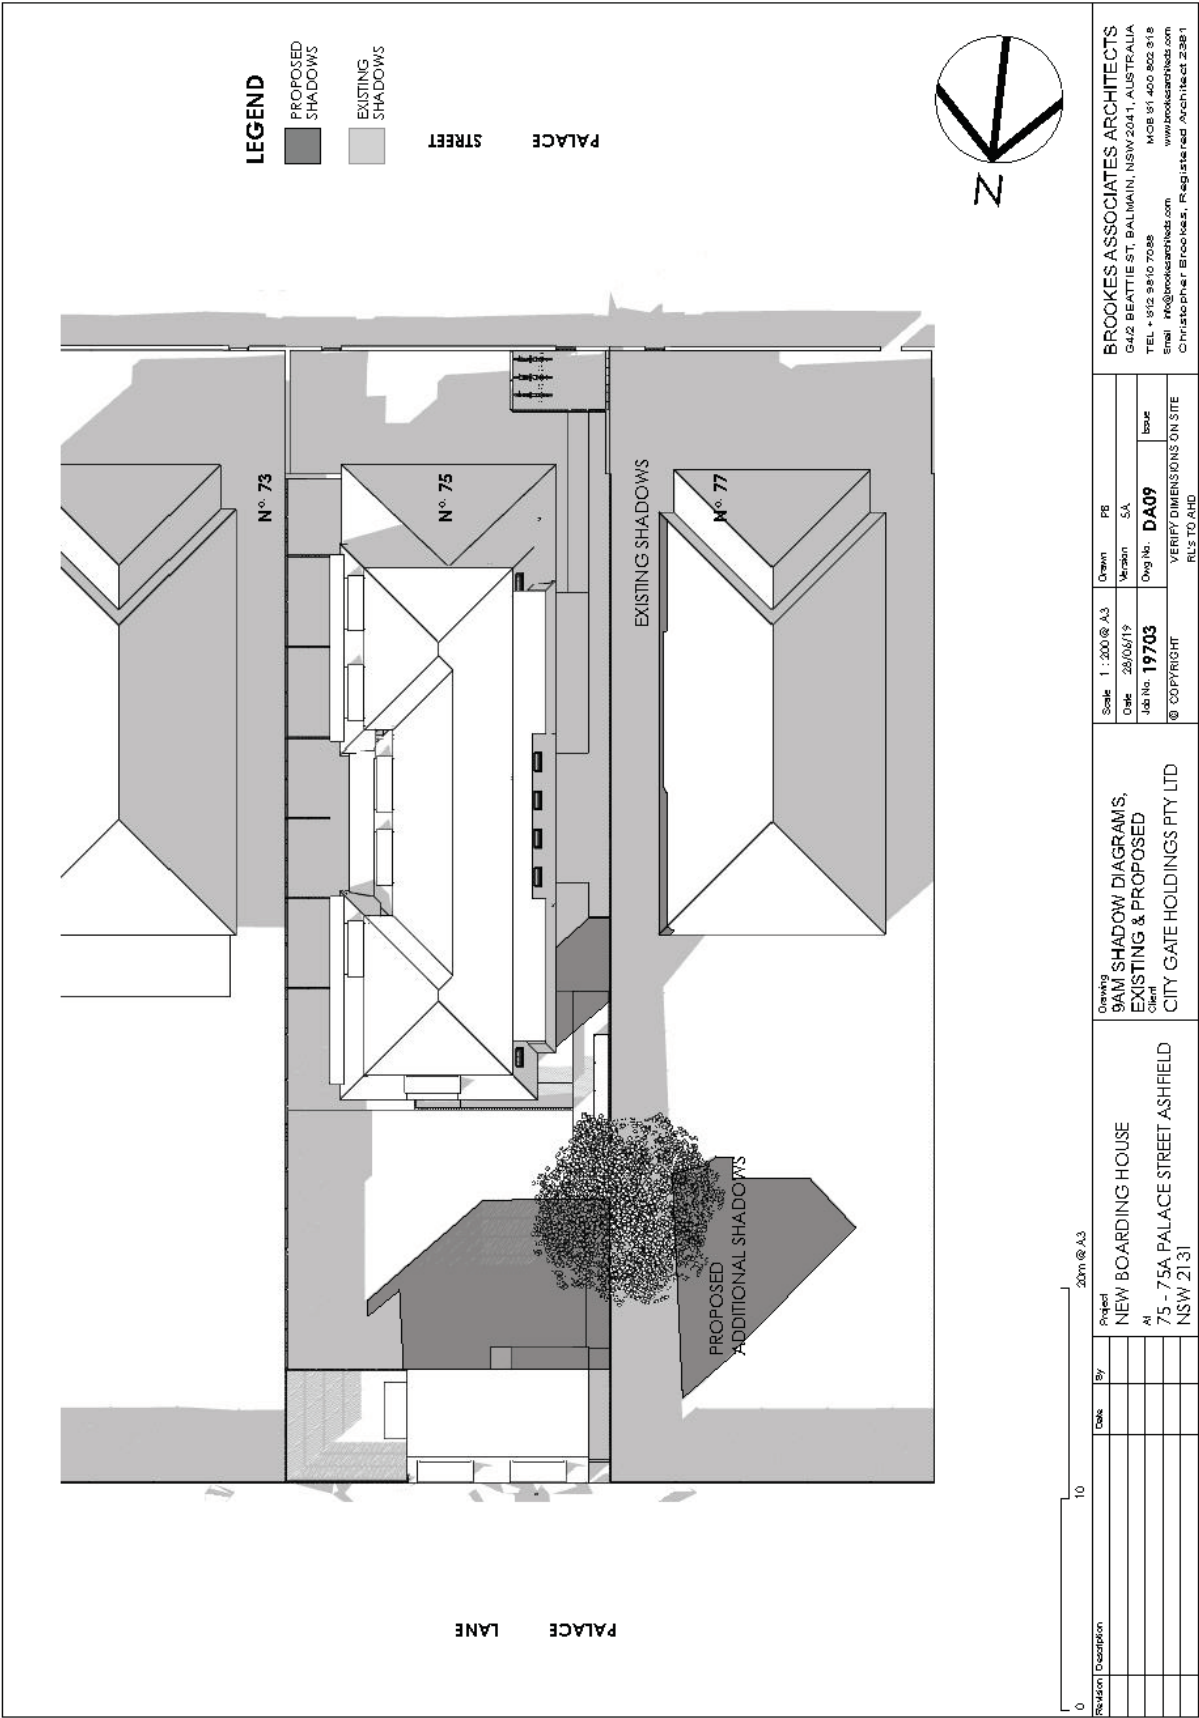 LEGEND
PROPOSED
SHADOWS
EXISTING
SHADOWS
PALACE STREET
N
Nº. 73
Nº. 75
Nº. 77
EXISTING SHADOWS
PROPOSED
ADDITIONAL SHADOWS
PALACE LANE
0 10 20m @ A3
Revision Description Date By
Project
NEW BOARDING HOUSE
At
75 - 75A PALACE STREET ASHFIELD
NSW 2131
Drawing
9AM SHADOW DIAGRAMS,
EXISTING & PROPOSED
Client
CITY GATE HOLDINGS PTY LTD
Scale 1 : 200 @ A3 Drawn PB
Date 28/06/19 Version 5A
Job No. 19703 Dwg No. DA09 Issue
© COPYRIGHT VERIFY DIMENSIONS ON SITE
RL'S TO AHD
BROOKES ASSOCIATES ARCHITECTS
G4/2 BEATTIE ST, BALMAIN, NSW 2041, AUSTRALIA
TEL + 612 9810 7088 MOB 61 400 802 818
Email info@brookesarchitects.com www.brookesarchitects.com
Christopher Brookes, Registered Architect 2381